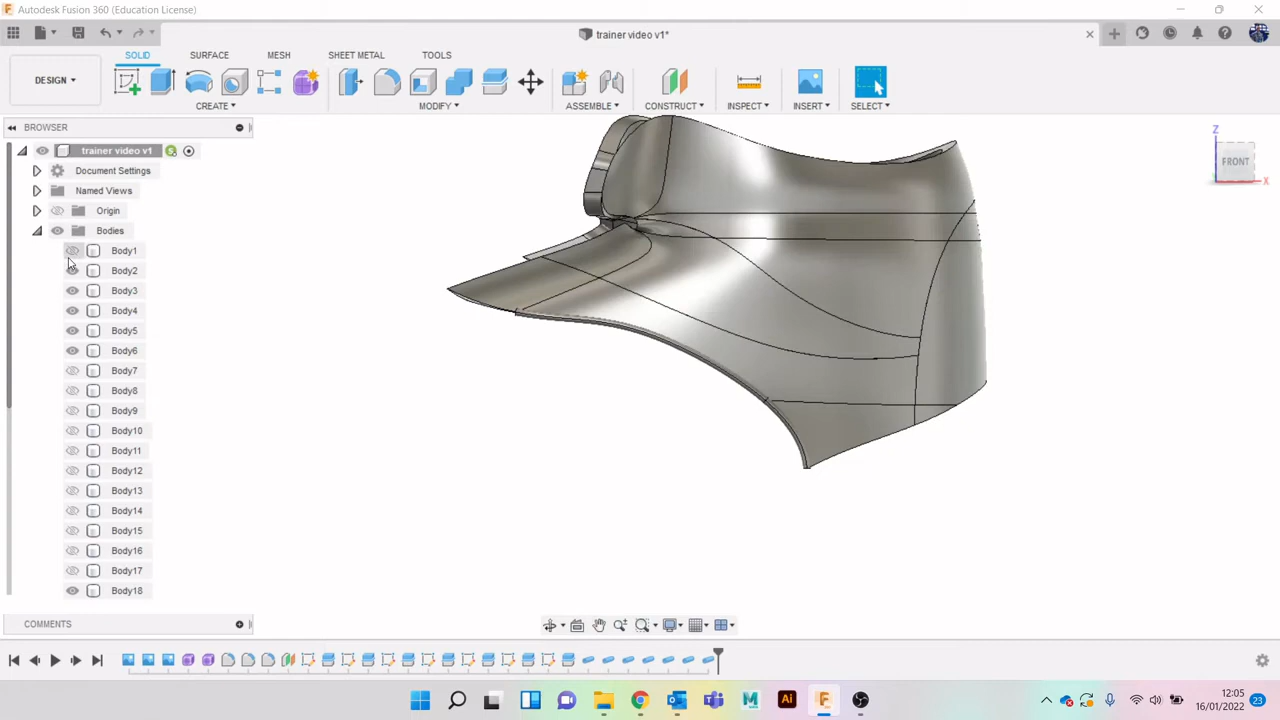 Autodesk Fusion 360 (Education License)
trainer video v1*
SOLID SURFACE MESH SHEET METAL TOOLS
DESIGN
CREATE MODIFY ASSEMBLE CONSTRUCT INSPECT INSERT SELECT
BROWSER
trainer video v1
Document Settings
Named Views
Origin
Bodies
Body1
Body2
Body3
Body4
Body5
Body6
Body7
Body8
Body9
Body10
Body11
Body12
Body13
Body14
Body15
Body16
Body17
Body18
Z
FRONT
X
COMMENTS
12:05
16/01/2022
23